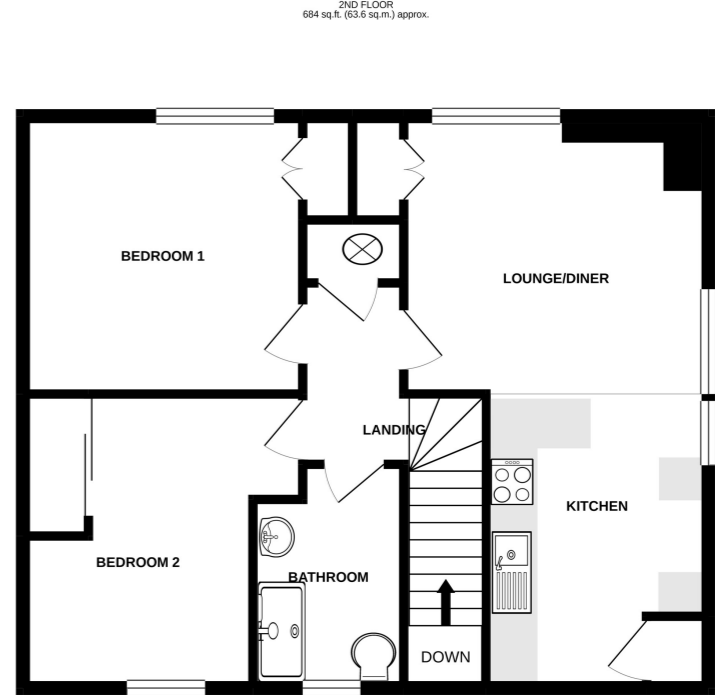 2ND FLOOR
684 sq.ft. (63.6 sq.m.) approx.
BEDROOM 1
LOUNGE/DINER
LANDING
KITCHEN
BEDROOM 2
BATHROOM
DOWN